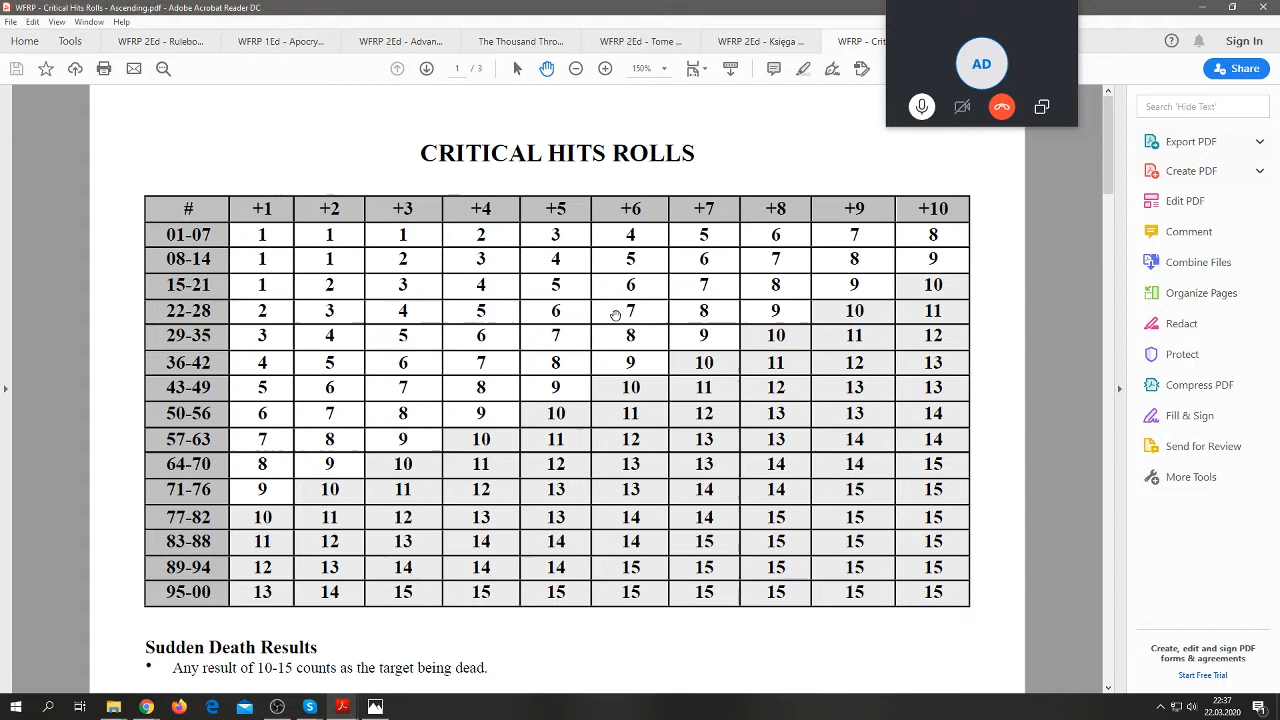 WFRP - Critical Hits Rolls - Ascending.pdf - Adobe Acrobat Reader DC
File Edit View Window Help
Home Tools WFRP 2Ed - Rulebo... WFRP 1Ed - Apocry... WFRP 2Ed - Advan... The Thousand Thro... WFRP 2Ed - Tome ... WFRP 2Ed - Księga ... WFRP - Crit Sign In
AD
1 / 3 150% Share
Search 'Hide Text'
Export PDF
Create PDF
Edit PDF
Comment
Combine Files
Organize Pages
Redact
Protect
Compress PDF
Fill & Sign
Send for Review
More Tools
Create, edit and sign PDF
forms & agreements
Start Free Trial
CRITICAL HITS ROLLS
# +1 +2 +3 +4 +5 +6 +7 +8 +9 +10
01-07 1 1 1 2 3 4 5 6 7 8
08-14 1 1 2 3 4 5 6 7 8 9
15-21 1 2 3 4 5 6 7 8 9 10
22-28 2 3 4 5 6 7 8 9 10 11
29-35 3 4 5 6 7 8 9 10 11 12
36-42 4 5 6 7 8 9 10 11 12 13
43-49 5 6 7 8 9 10 11 12 13 13
50-56 6 7 8 9 10 11 12 13 13 14
57-63 7 8 9 10 11 12 13 13 14 14
64-70 8 9 10 11 12 13 13 14 14 15
71-76 9 10 11 12 13 13 14 14 15 15
77-82 10 11 12 13 13 14 14 15 15 15
83-88 11 12 13 14 14 14 15 15 15 15
89-94 12 13 14 14 14 15 15 15 15 15
95-00 13 14 15 15 15 15 15 15 15 15
Sudden Death Results
• Any result of 10-15 counts as the target being dead.
22:37
22.03.2020